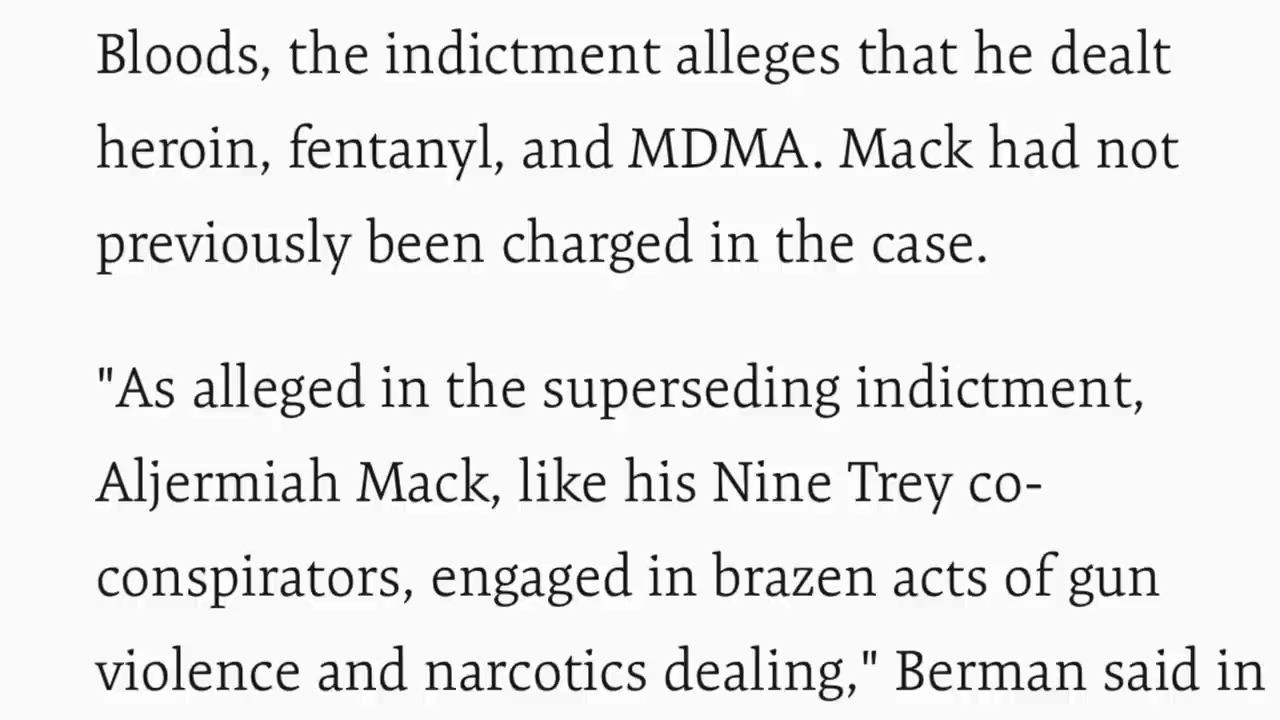 Bloods, the indictment alleges that he dealt
heroin, fentanyl, and MDMA. Mack had not
previously been charged in the case.
"As alleged in the superseding indictment,
Aljermiah Mack, like his Nine Trey co-
conspirators, engaged in brazen acts of gun
violence and narcotics dealing," Berman said in